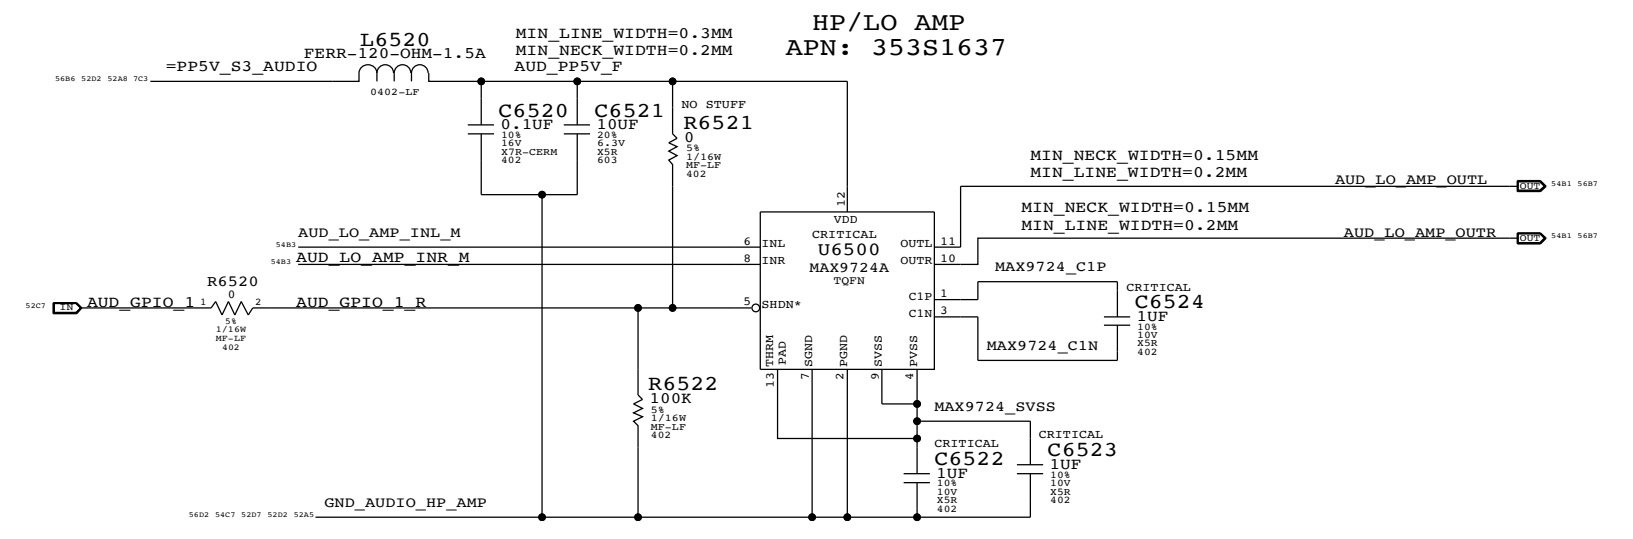 HP/LO AMP
APN: 353S1637
L6520
FERR-120-OHM-1.5A
MIN_LINE_WIDTH=0.3MM
MIN_NECK_WIDTH=0.2MM
=PP5V_S3_AUDIO
AUD_PP5V_F
56B6 52D2 52A8 7C3
0402-LF
C6520
0.1UF
10%
16V
X7R-CERM
402
C6521
10UF
20%
6.3V
X5R
603
NO STUFF
R6521
0
5%
1/16W
MF-LF
402
MIN_NECK_WIDTH=0.15MM
MIN_LINE_WIDTH=0.2MM
AUD_LO_AMP_OUTL
OUT
54B1 56B7
MIN_NECK_WIDTH=0.15MM
MIN_LINE_WIDTH=0.2MM
AUD_LO_AMP_OUTR
OUT
54B1 56B7
12
VDD
CRITICAL
U6500
MAX9724A
TQFN
AUD_LO_AMP_INL_M
54B3
6
INL
OUTL
11
54B3
AUD_LO_AMP_INR_M
8
INR
OUTR
10
MAX9724_C1P
R6520
0
52C7
IN
AUD_GPIO_1
1
2
AUD_GPIO_1_R
5
SHDN*
5%
1/16W
MF-LF
402
C1P
1
C1N
3
CRITICAL
C6524
1UF
10%
10V
X5R
402
MAX9724_C1N
THRM
PAD
SGND
PGND
SVSS
PVSS
13
7
2
9
4
R6522
100K
5%
1/16W
MF-LF
402
MAX9724_SVSS
CRITICAL
C6522
1UF
10%
10V
X5R
402
CRITICAL
C6523
1UF
10%
10V
X5R
402
GND_AUDIO_HP_AMP
56D2 54C7 52D7 52D2 52A5